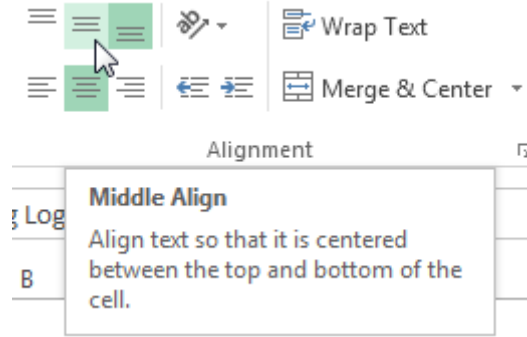 ab
Wrap Text
Merge & Center
Alignment
Middle Align
Log
Align text so that it is centered
between the top and bottom of the
B
cell.